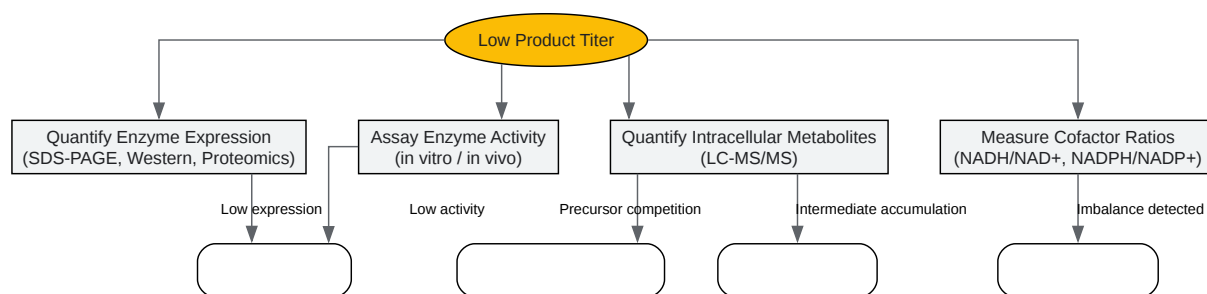 Low Product Titer
Quantify Enzyme Expression
(SDS-PAGE, Western, Proteomics)
Assay Enzyme Activity
(in vitro / in vivo)
Quantify Intracellular Metabolites
(LC-MS/MS)
Measure Cofactor Ratios
(NADH/NAD+, NADPH/NADP+)
Low expression
Low activity
Precursor competition
Intermediate accumulation
Imbalance detected